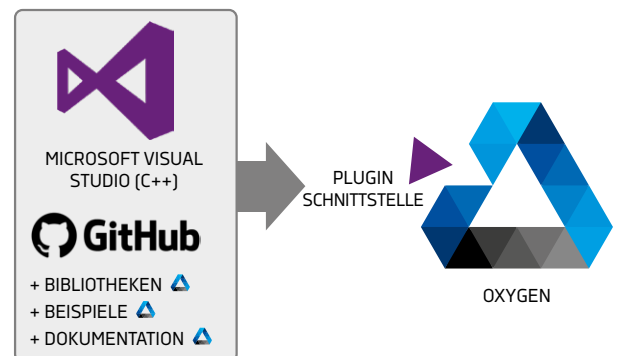 MICROSOFT VISUAL
STUDIO (C++)
GitHub
+ BIBLIOTHEKEN
+ BEISPIELE
+ DOKUMENTATION
PLUGIN
SCHNITTSTELLE
OXYGEN